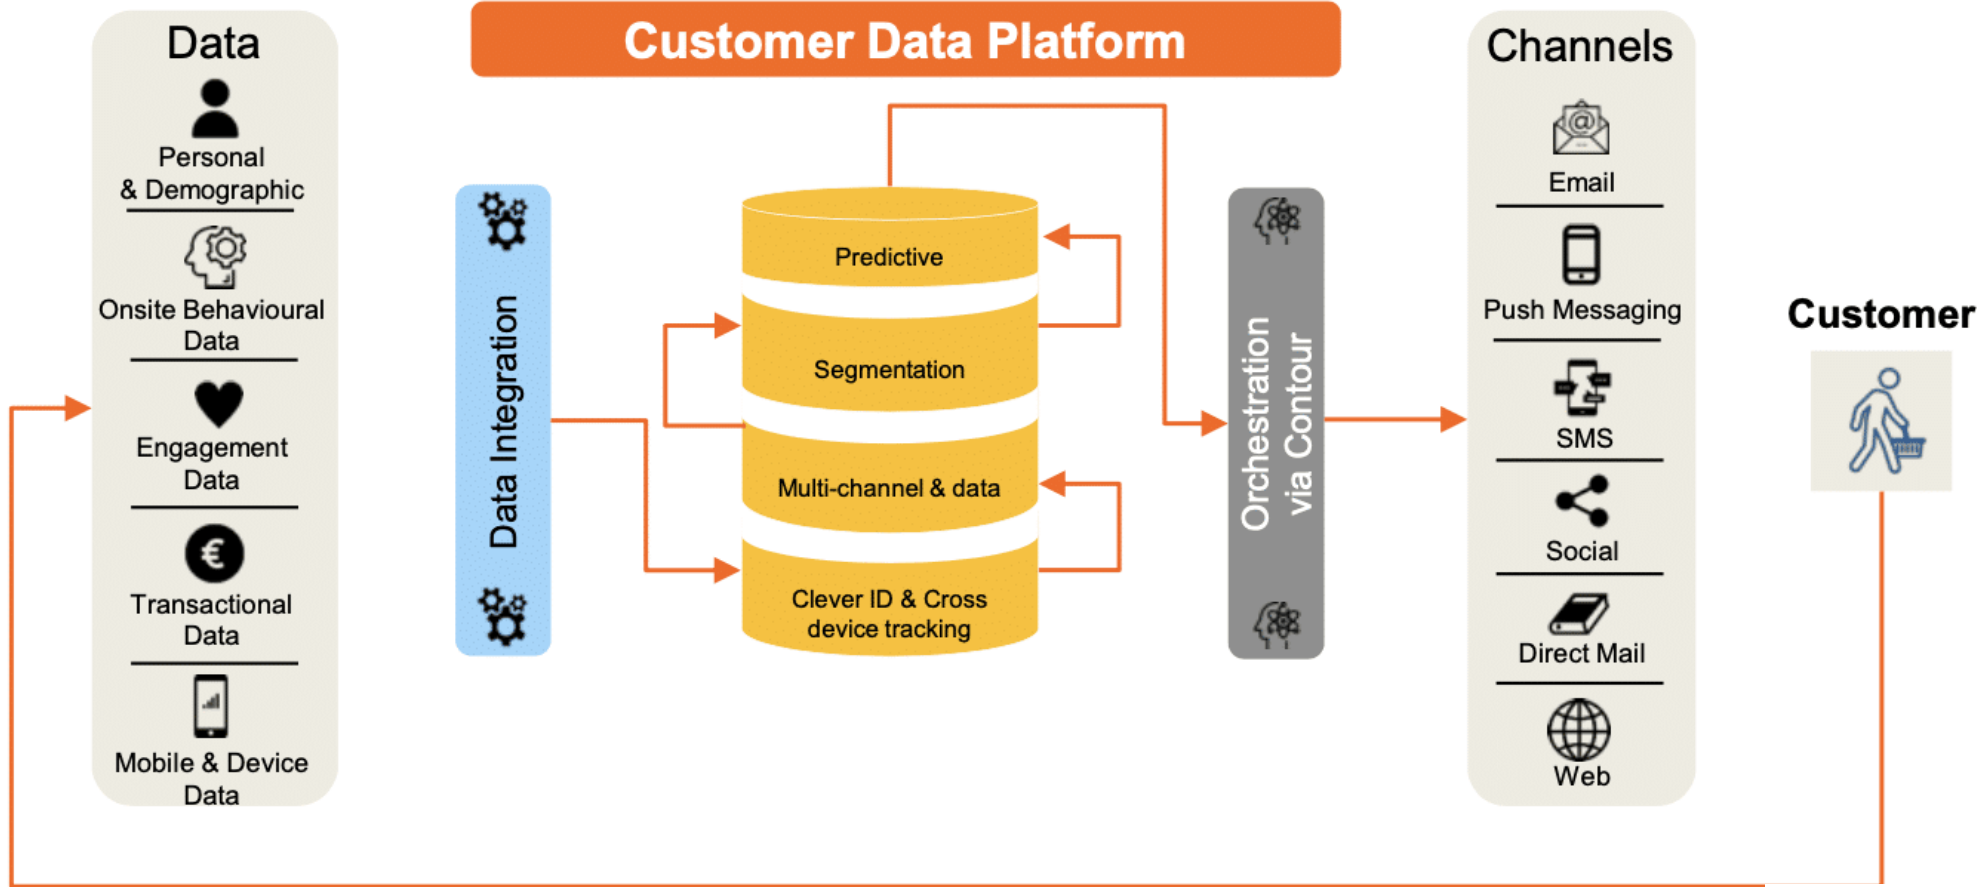 Data
Personal
& Demographic
Onsite Behavioural
Data
Engagement
Data
€
Transactional
Data
Mobile & Device
Data
Customer Data Platform
Data Integration
Predictive
Segmentation
Multi-channel & data
Clever ID & Cross
device tracking
Orchestration
via Contour
Channels
@
Email
Push Messaging
SMS
Social
Direct Mail
Web
Customer